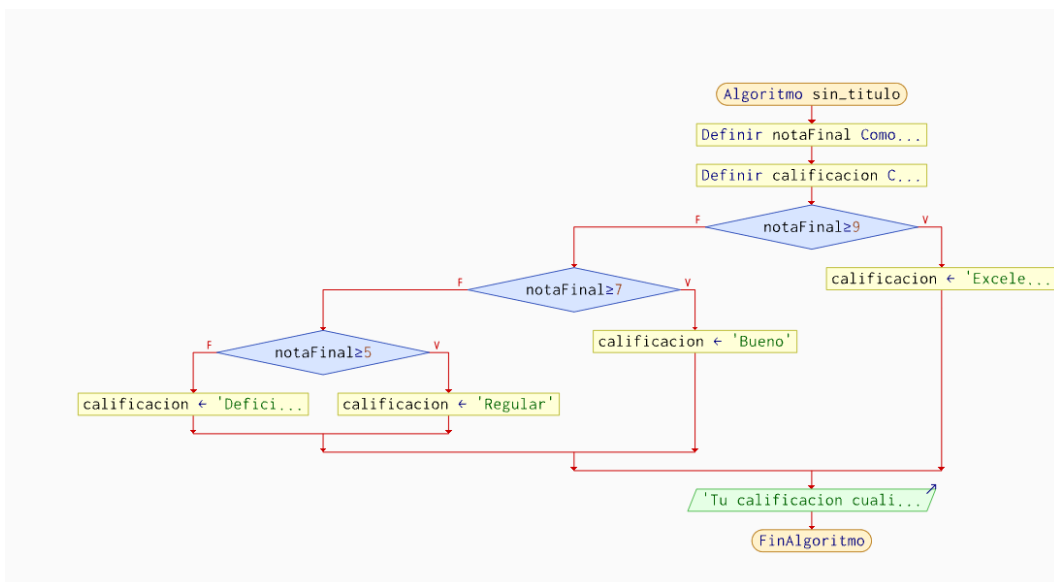 Algoritmo sin_titulo
Definir notaFinal Como...
Definir calificacion C...
notaFinal≥9
F
V
calificacion ← 'Excele...
notaFinal≥7
F
V
calificacion ← 'Bueno'
notaFinal≥5
F
V
calificacion ← 'Defici...
calificacion ← 'Regular'
'Tu calificacion cuali...
FinAlgoritmo